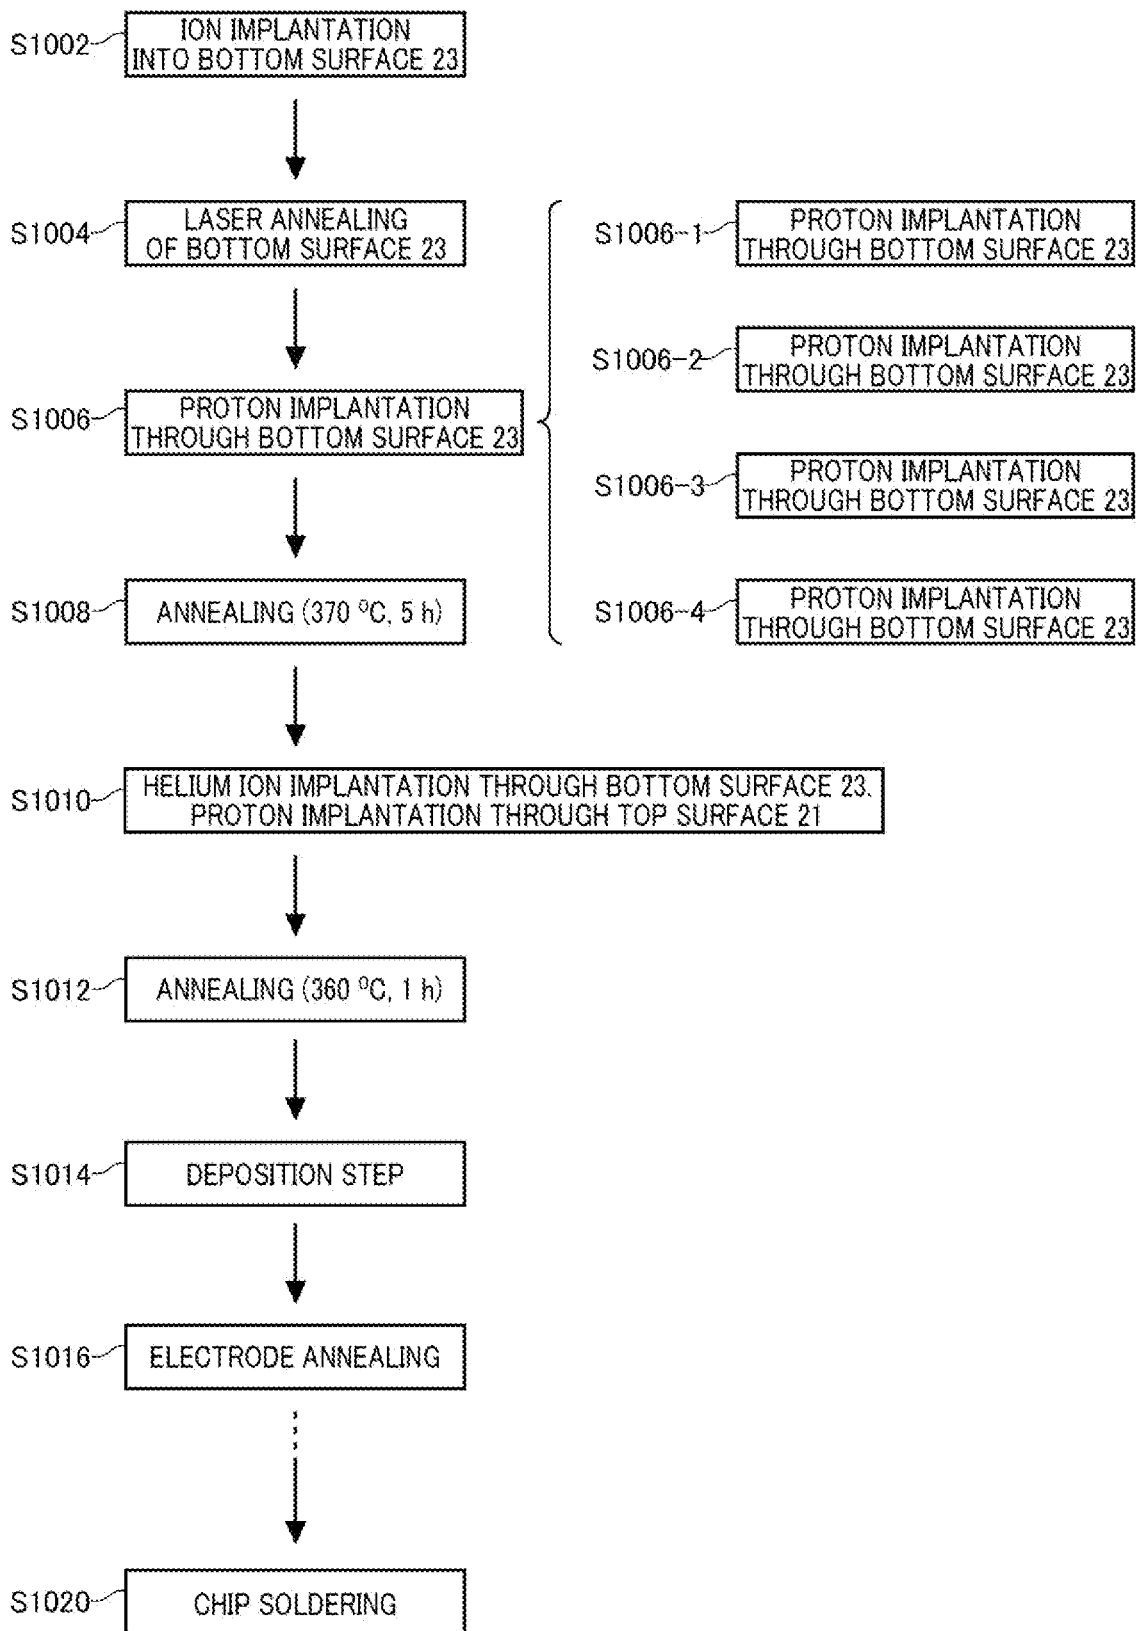 S1002
ION IMPLANTATION
INTO BOTTOM SURFACE 23
S1004
LASER ANNEALING
OF BOTTOM SURFACE 23
S1006
PROTON IMPLANTATION
THROUGH BOTTOM SURFACE 23
S1006-1
PROTON IMPLANTATION
THROUGH BOTTOM SURFACE 23
S1006-2
PROTON IMPLANTATION
THROUGH BOTTOM SURFACE 23
S1006-3
PROTON IMPLANTATION
THROUGH BOTTOM SURFACE 23
S1006-4
PROTON IMPLANTATION
THROUGH BOTTOM SURFACE 23
S1008
ANNEALING (370 °C, 5 h)
S1010
HELIUM ION IMPLANTATION THROUGH BOTTOM SURFACE 23、
PROTON IMPLANTATION THROUGH TOP SURFACE 21
S1012
ANNEALING (360 °C, 1 h)
S1014
DEPOSITION STEP
S1016
ELECTRODE ANNEALING
S1020
CHIP SOLDERING